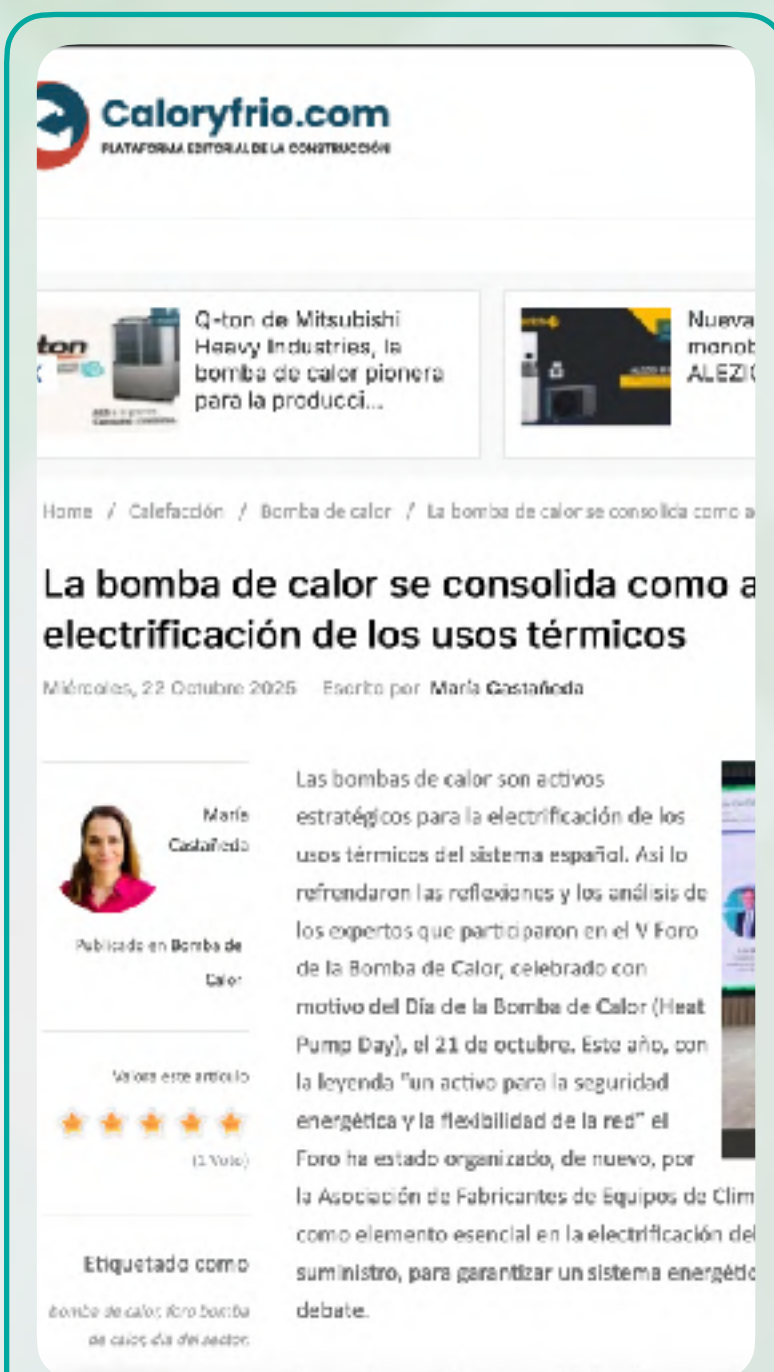 Caloryfrio.com
PLATAFORMA EDITORIAL DE LA CONSTRUCCIÓN
ton
Q-ton de Mitsubishi
Heavy Industries, la
bomba de calor pionera
para la producci...
Nueva
monob
ALEZIO
Home / Calefacción / Bomba de calor / La bomba de calor se consolida como a
La bomba de calor se consolida como a
electrificación de los usos térmicos
Miércoles, 22 Octubre 2025 Escrito por María Castañeda
María
Castañeda
Publicado en Bomba de
Calor
Valora este artículo
(1 Voto)
Etiquetado como
bomba de calor, foro bomba
de calor, dia del sector,
Las bombas de calor son activos
estratégicos para la electrificación de los
usos térmicos del sistema español. Así lo
refrendaron las reflexiones y los análisis de
los expertos que participaron en el V Foro
de la Bomba de Calor, celebrado con
motivo del Día de la Bomba de Calor (Heat
Pump Day), el 21 de octubre. Este año, con
la leyenda "un activo para la seguridad
energética y la flexibilidad de la red" el
Foro ha estado organizado, de nuevo, por
la Asociación de Fabricantes de Equipos de Clim
como elemento esencial en la electrificación del
suministro, para garantizar un sistema energétic
debate.